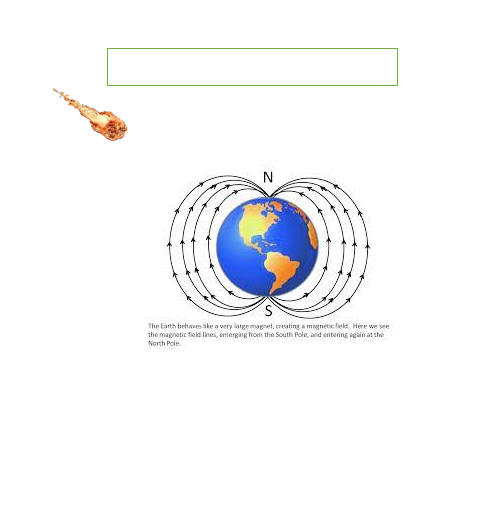 N
S
The Earth behaves like a very large magnet, creating a magnetic field.  Here we see
the magnetic field lines, emerging from the South Pole, and entering again at the
North Pole.